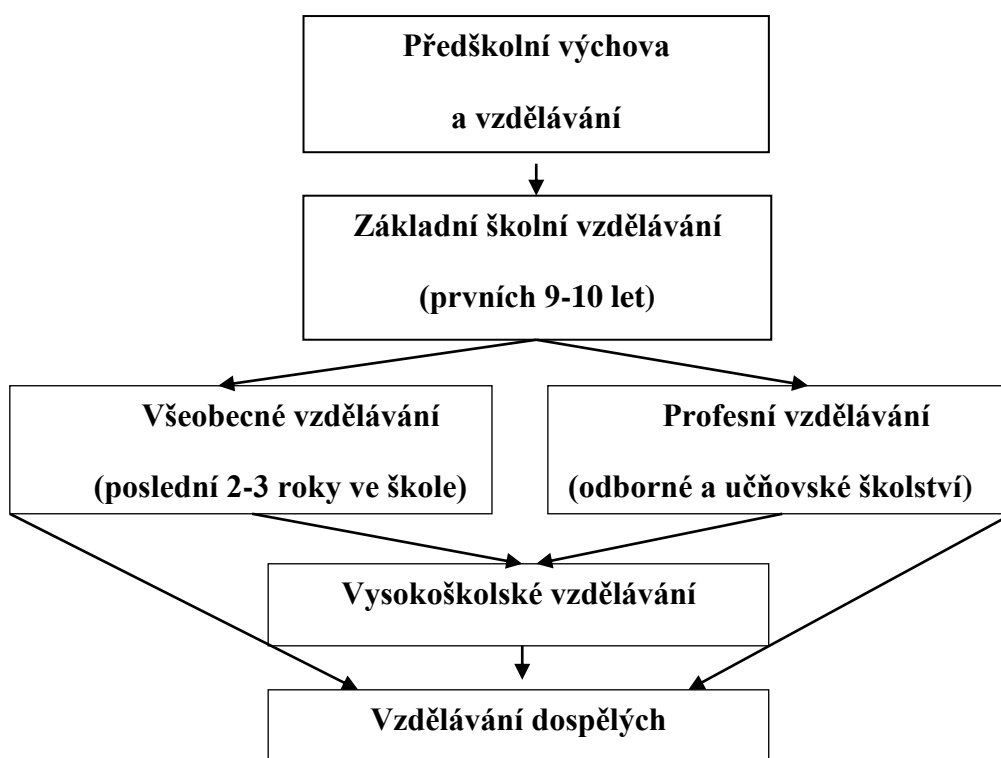 Předškolní výchova
a vzdělávání
Základní školní vzdělávání
(prvních 9-10 let)
Všeobecné vzdělávání
(poslední 2-3 roky ve škole)
Profesní vzdělávání
(odborné a učňovské školství)
Vysokoškolské vzdělávání
Vzdělávání dospělých